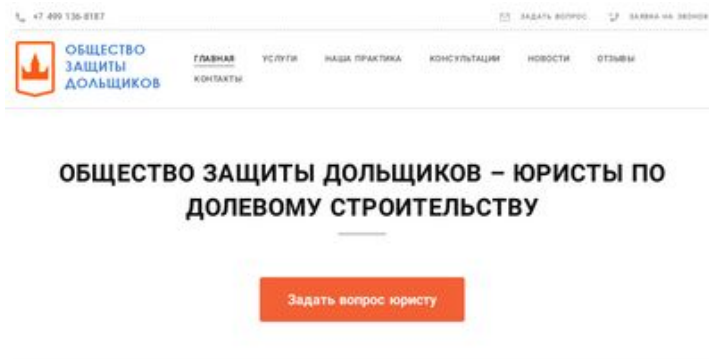 +7 499 136-8187
ЗАДАТЬ ВОПРОС
ЗАЯВКА НА ЗВОНОК
ОБЩЕСТВО
ЗАЩИТЫ
ДОЛЬЩИКОВ
ГЛАВНАЯ УСЛУГИ НАША ПРАКТИКА КОНСУЛЬТАЦИИ НОВОСТИ ОТЗЫВЫ
КОНТАКТЫ
ОБЩЕСТВО ЗАЩИТЫ ДОЛЬЩИКОВ – ЮРИСТЫ ПО
ДОЛЕВОМУ СТРОИТЕЛЬСТВУ
Задать вопрос юристу